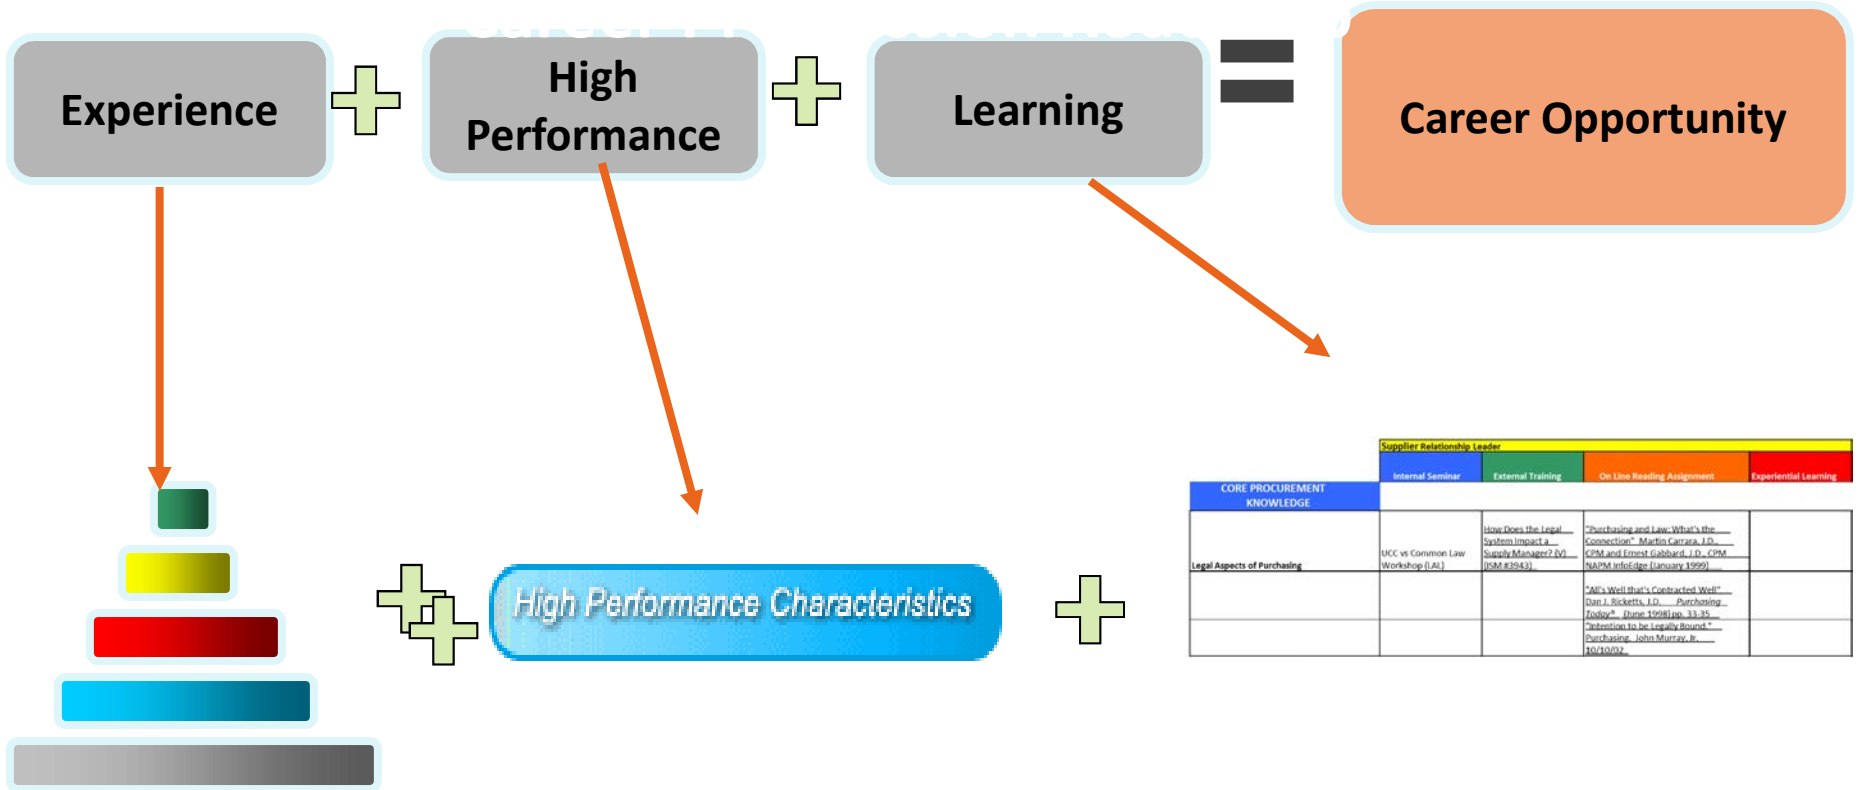 Career
Experience
High
Performance
Learning
Career Opportunity
High Performance Characteristics
Supplier Relationship Leader
Internal Seminar
External Training
On Line Reading Assignment
Experiential Learning
CORE PROCUREMENT
KNOWLEDGE
Legal Aspects of Purchasing
UCC vs Common Law
Workshop (LAL)
How Does the Legal
System Impact a
Supply Manager? (V)
(ISM #3943)
"Purchasing and Law: What's the
Connection" Martin Carrara, J.D.,
CPM and Ernest Gabbard, J.D., CPM
NAPM InfoEdge (January 1999)
"All's Well that's Contracted Well"
Dan J. Ricketts, J.D. Purchasing
Today® (June 1998) pp. 33-35
"Intention to be Legally Bound."
Purchasing, John Murray, Jr.
10/10/02